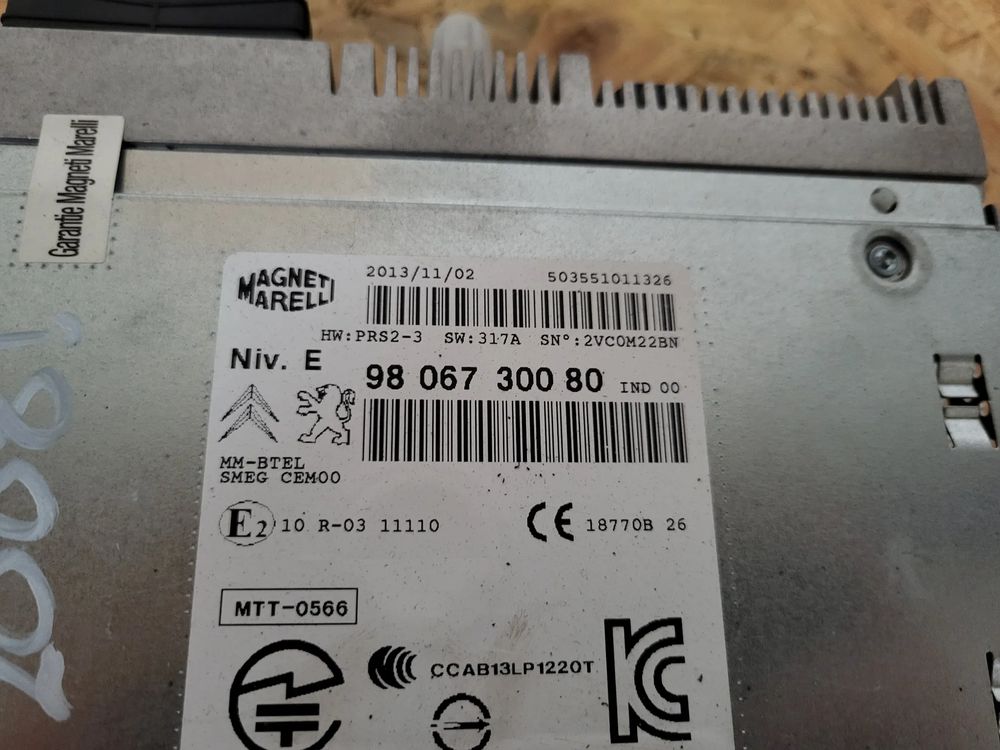 Garantie Magneti Marelli
MAGNETI
MARELLI
2013/11/02 503551011326
HW:PRS2-3 SW:317A SN°:2VC0M22BN
Niv. E
98 067 300 80 IND 00
MM-BTEL
SMEG CEM00
E2 10 R-03 11110
CE 18770B 26
MTT-0566
CCAB13LP1220T